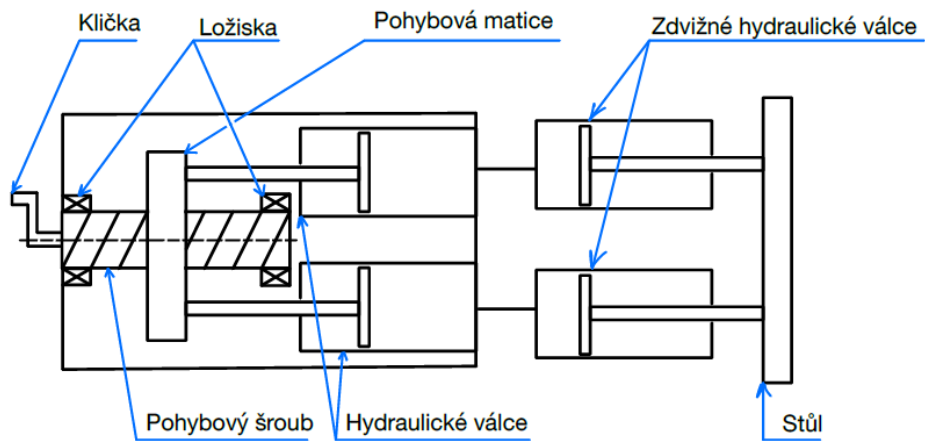 Klička
Ložiska
Pohybová matice
Zdvižné hydraulické válce
Pohybový šroub
Hydraulické válce
Stůl